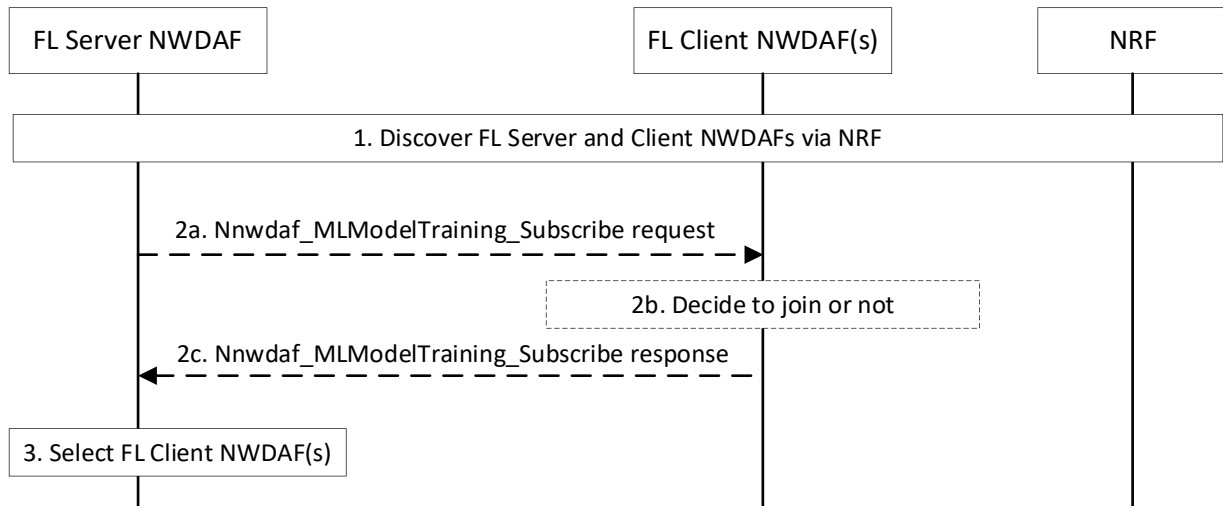 FL Server NWDAF
FL Client NWDAF(s)
NRF
1. Discover FL Server and Client NWDAFs via NRF
2a. Nnwdaf_MLModelTraining_Subscribe request
2b. Decide to join or not
2c. Nnwdaf_MLModelTraining_Subscribe response
3. Select FL Client NWDAF(s)